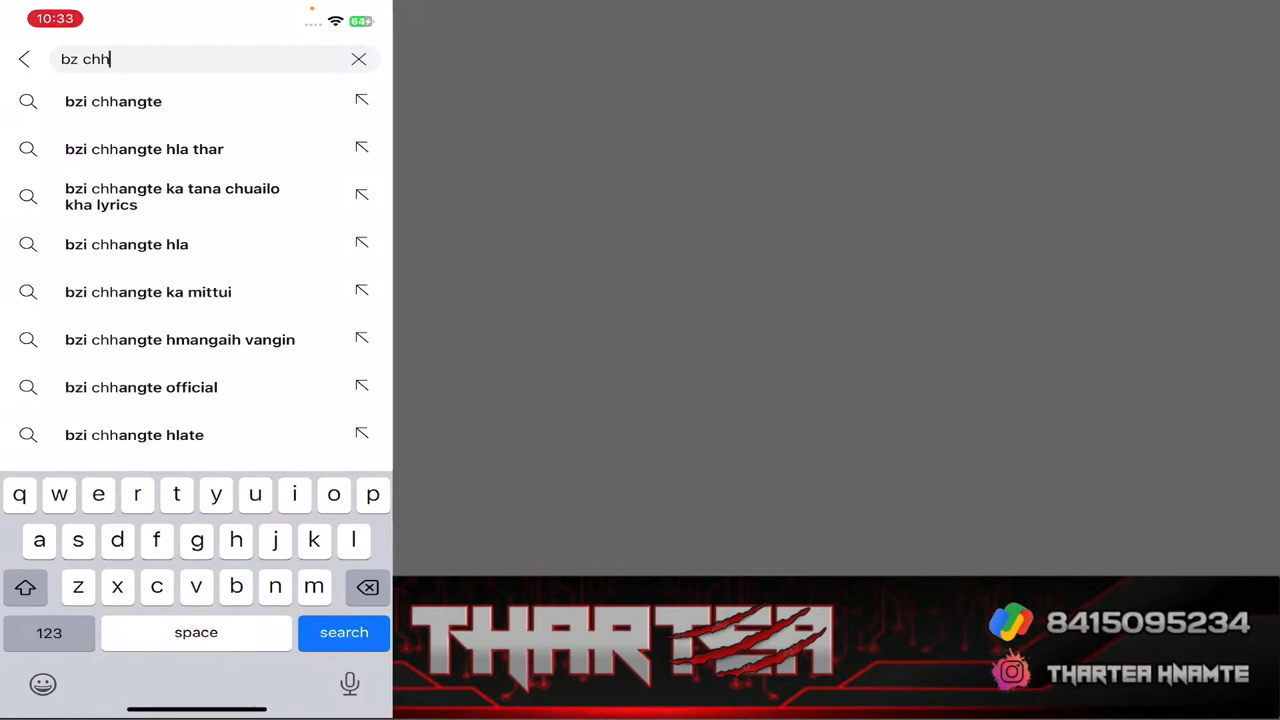 10:33
64
bz chh
bzi chhangte
bzi chhangte hla thar
bzi chhangte ka tana chuailo
kha lyrics
bzi chhangte hla
bzi chhangte ka mittui
bzi chhangte hmangaih vangin
bzi chhangte official
bzi chhangte hlate
q w e r t y u i o p
a s d f g h j k l
z x c v b n m
123 space search
THARTEA
8415095234
THARTEA HNAMTE